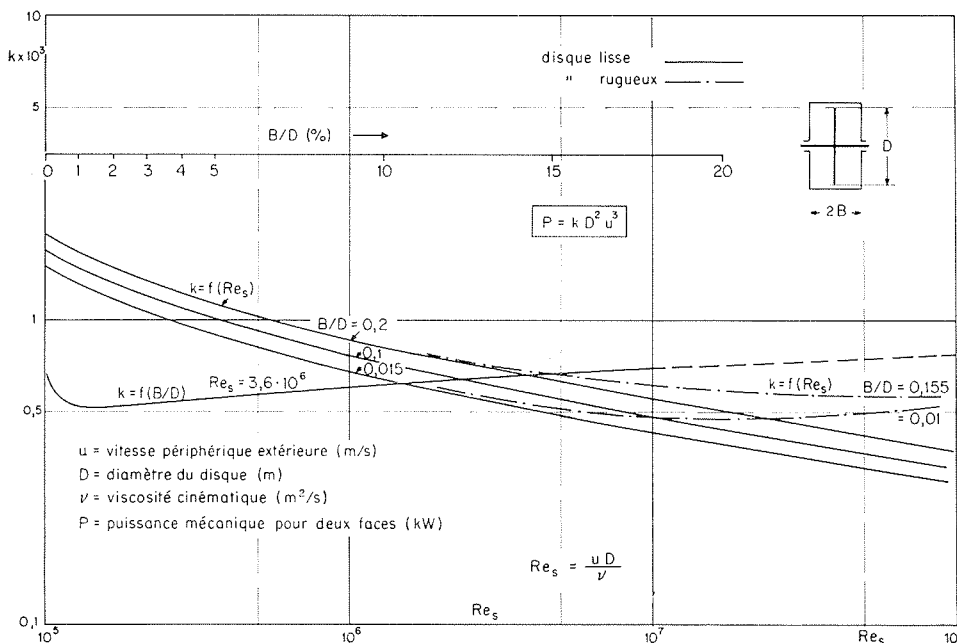 10
k x 10³
disque lisse
" rugueux
5
B/D (%)
0 1 2 3 4 5 10 15 20
D
2B
P = k D² u³
k = f (Re_s)
1
B/D = 0,2
0,1
0,015
Re_s = 3,6 · 10⁶
k = f (B/D)
k = f (Re_s)
B/D = 0,155
= 0,01
0,5
u = vitesse périphérique extérieure (m/s)
D = diamètre du disque (m)
ν = viscosité cinématique (m²/s)
P = puissance mécanique pour deux faces (kW)
Re_s = u D / ν
0,1
10⁵ 10⁶ Re_s 10⁷ Re_s 10